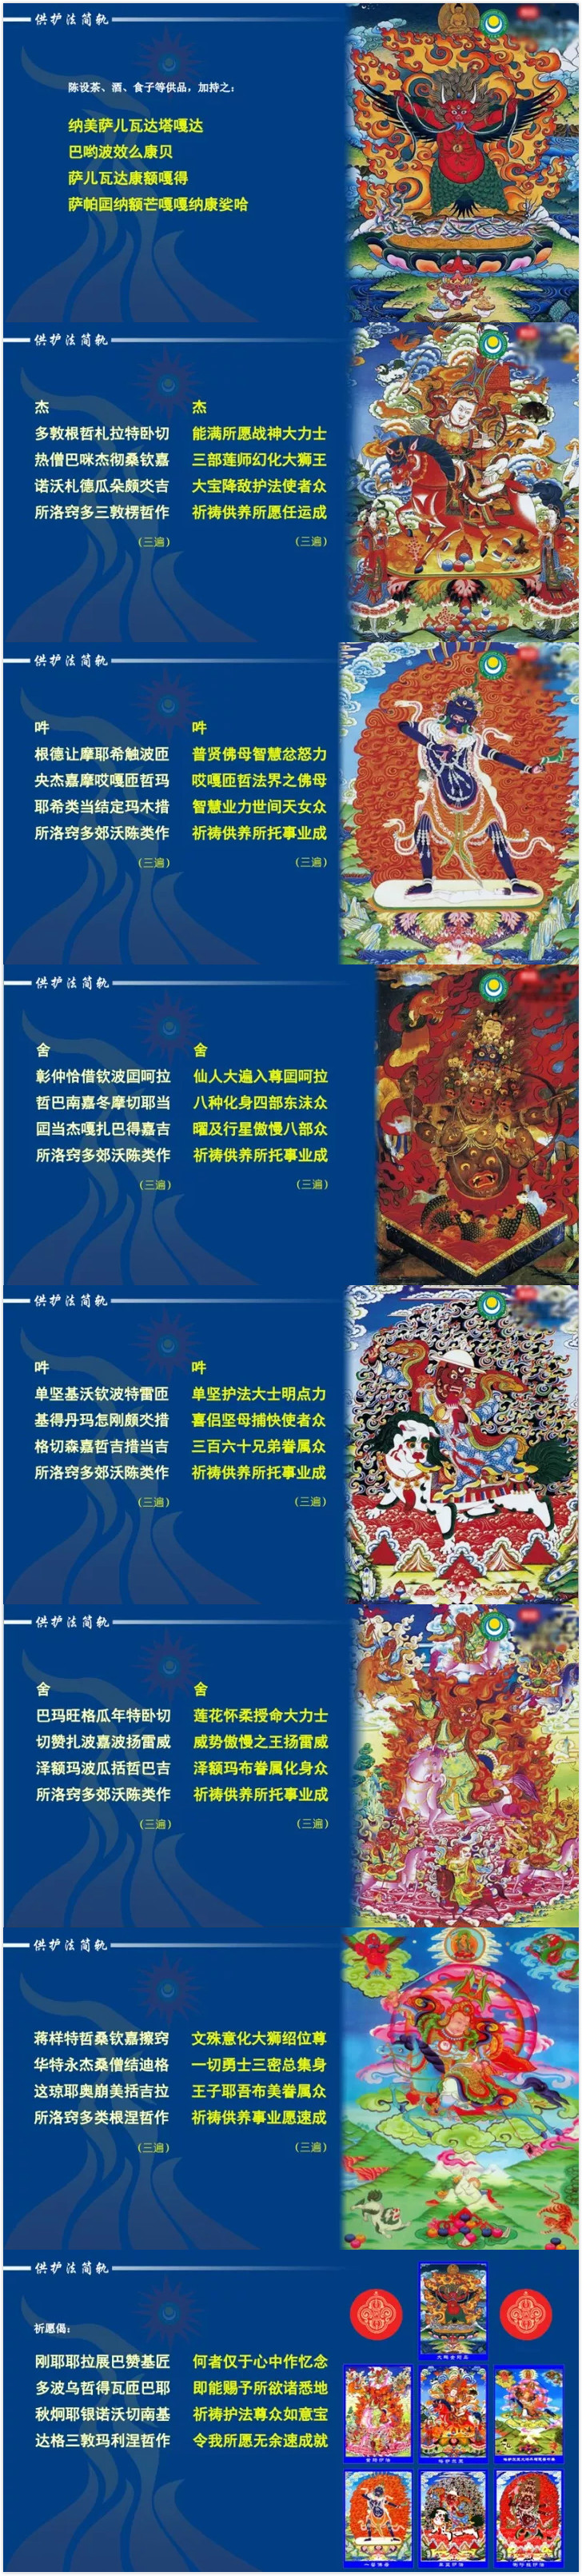 供护法简轨
陈设茶、酒、食子等供品，加持之：
纳美萨儿瓦达塔嘎达
巴哟波效么康贝
萨儿瓦达康额嘎得
萨帕囸纳额芒嘎嘎纳康娑哈
供护法简轨
杰
多敦根哲札拉特卧切
热僧巴咪杰彻桑钦嘉
诺沃札德瓜朵颇爻吉
所洛窍多三敦楞哲作
（三遍）
杰
能满所愿战神大力士
三部莲师幻化大狮王
大宝降敌护法使者众
祈祷供养所愿任运成
（三遍）
供护法简轨
吽
根德让摩耶希触波匝
央杰嘉摩哎嘎匝哲玛
耶希类当结定玛木措
所洛窍多郊沃陈类作
（三遍）
吽
普贤佛母智慧忿怒力
哎嘎匝哲法界之佛母
智慧业力世间天女众
祈祷供养所托事业成
（三遍）
供护法简轨
舍
彰仲恰借钦波囸呵拉
哲巴南嘉冬摩切耶当
囸当杰嘎扎巴得嘉吉
所洛窍多郊沃陈类作
（三遍）
舍
仙人大遍入尊囸呵拉
八种化身四部东沫众
曜及行星傲慢八部众
祈祷供养所托事业成
（三遍）
供护法简轨
吽
单坚基沃钦波特雷匝
基得丹玛怎刚颇爻措
格切森嘉哲吉措当吉
所洛窍多郊沃陈类作
（三遍）
吽
单坚护法大士明点力
喜侣坚母捕快使者众
三百六十兄弟眷属众
祈祷供养所托事业成
（三遍）
供护法简轨
舍
巴玛旺格瓜年特卧切
切赞扎波嘉波扬雷威
泽额玛波瓜括哲巴吉
所洛窍多郊沃陈类作
（三遍）
舍
莲花怀柔授命大力士
威势傲慢之王扬雷威
泽额玛布眷属化身众
祈祷供养所托事业成
（三遍）
供护法简轨
蒋样特哲桑钦嘉擦窍
华特永杰桑僧结迪格
这琼耶奥崩美括吉拉
所洛窍多类根涅哲作
（三遍）
文殊意化大狮绍位尊
一切勇士三密总集身
王子耶吾布美眷属众
祈祷供养事业愿速成
（三遍）
供护法简轨
祈愿偈：
刚耶耶拉展巴赞基匠
多波乌哲得瓦匝巴耶
秋炯耶银诺沃切南基
达格三敦玛利涅哲作
何者仅于心中作忆念
即能赐予所欲诸悉地
祈祷护法尊众如意宝
令我所愿无余速成就